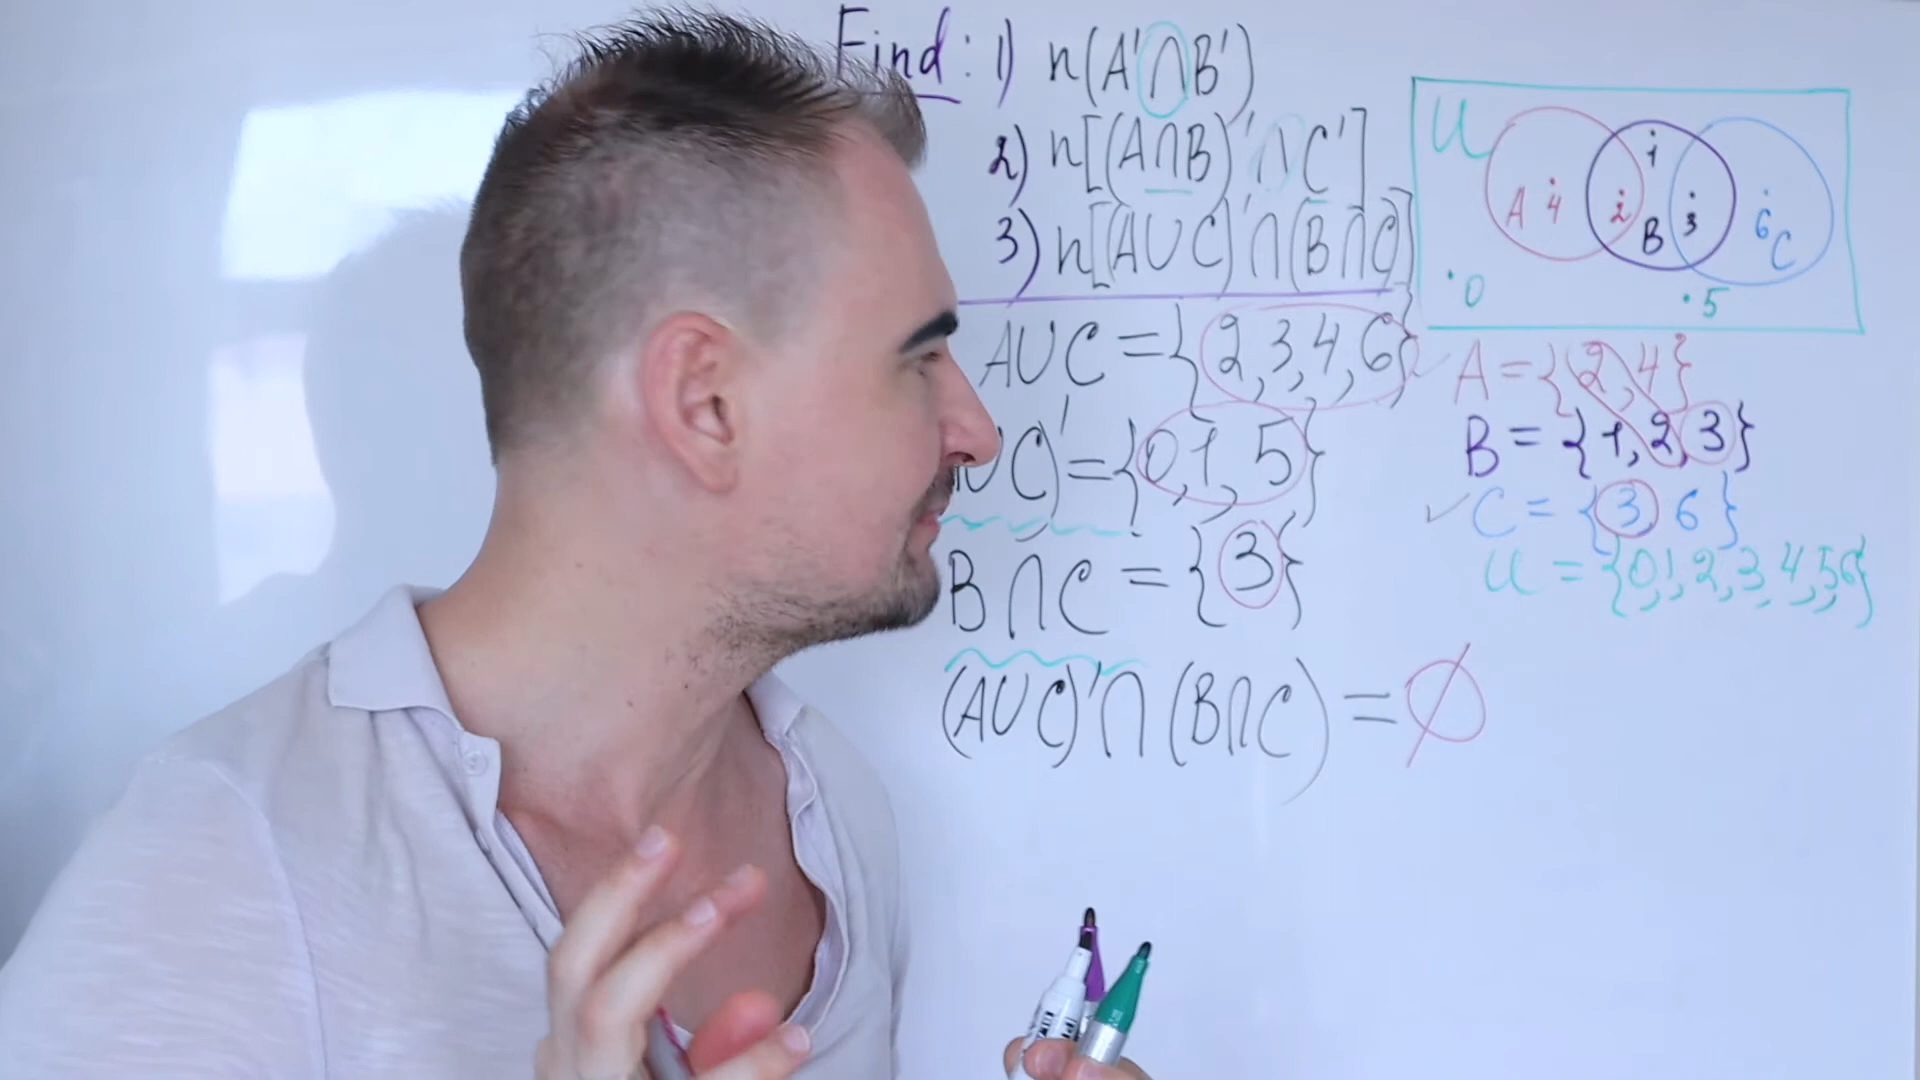 Find: 1) n(A'∩B')
2) n[(A∩B)'∩C']
3) n[(A∪C)'∩(B∩C)]
A∪C = {2,3,4,6}
∪C)' = {0,1,5}
B∩C = {3}
(A∪C)'∩(B∩C) = ∅
U
A 4 2 1 B 3 6 C
0 5
A = {2,4}
B = {1,2,3}
C = {3 6}
U = {0,1,2,3,4,5,6}